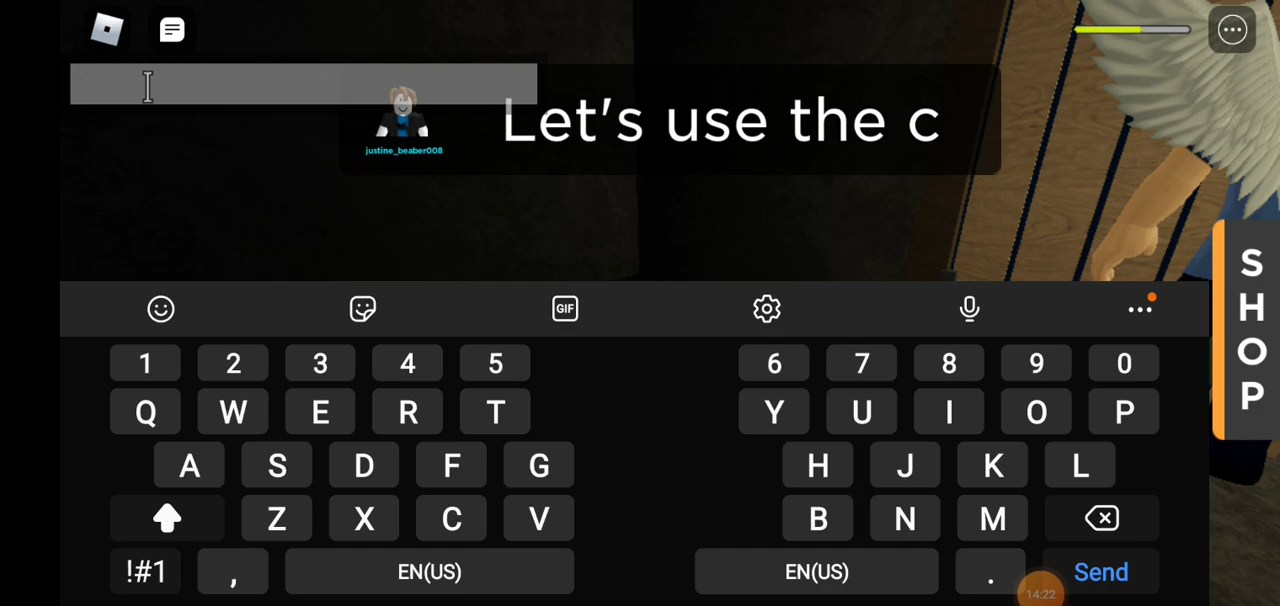 Let's use the c
justine_beaber008
S
H
O
P
GIF
1 2 3 4 5 6 7 8 9 0
Q W E R T Y U I O P
A S D F G H J K L
Z X C V B N M
!#1 , EN(US) EN(US) . Send
14:22